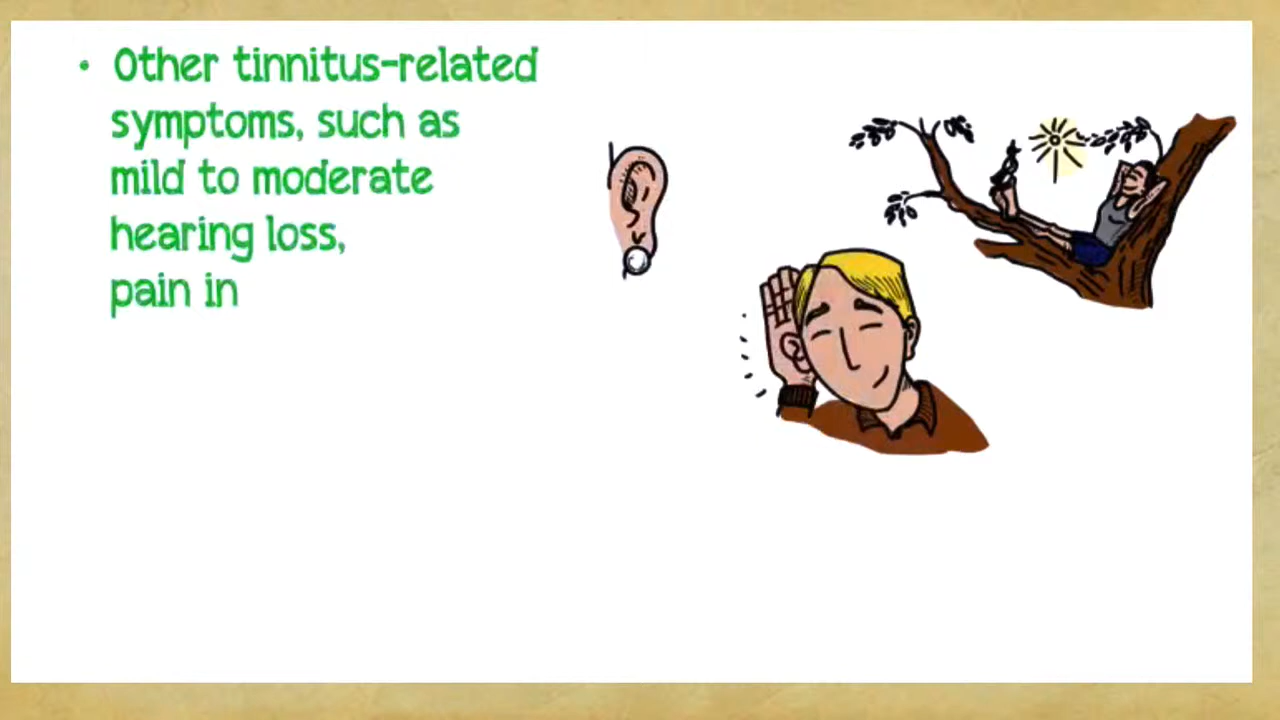 • Other tinnitus-related
symptoms, such as
mild to moderate
hearing loss,
pain in